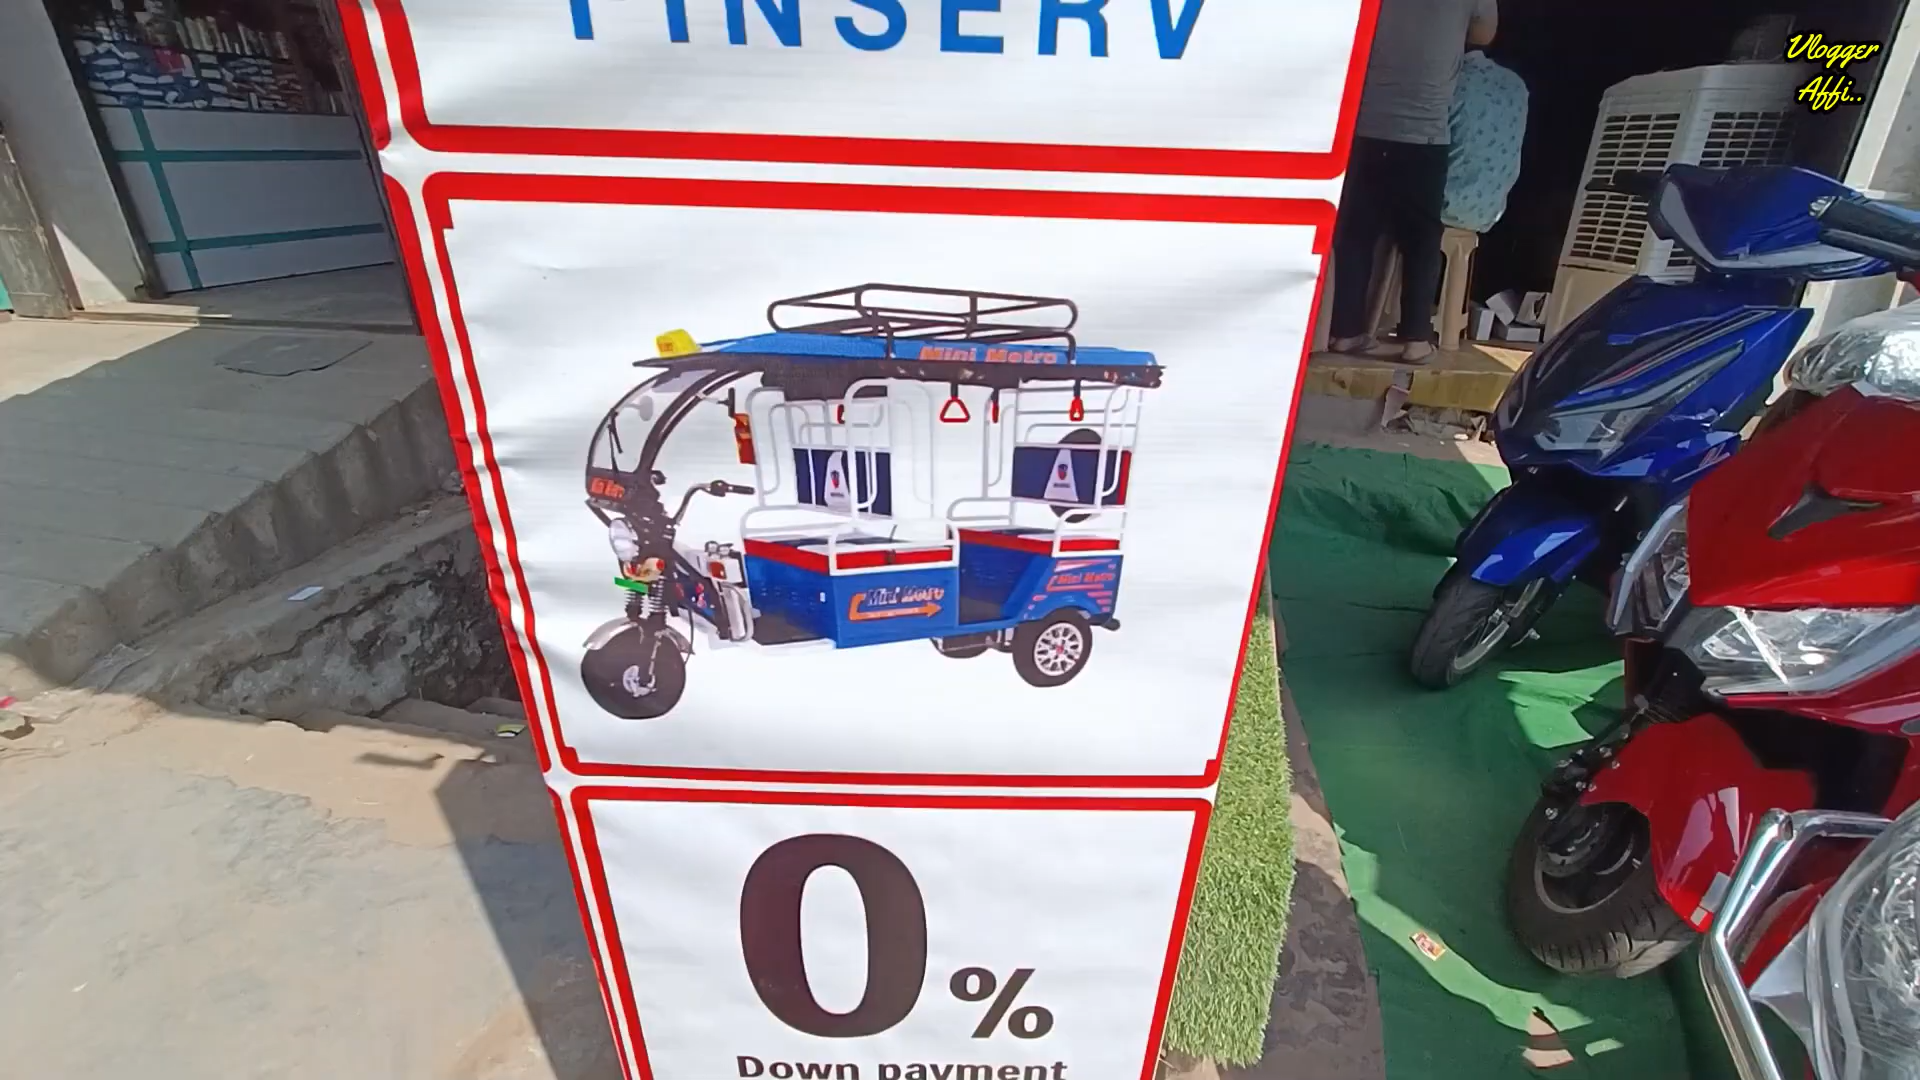 FINSERV
Vlogger
Affi..
Mini Metro
Mini Metro
Mini Metro
0%
Down payment